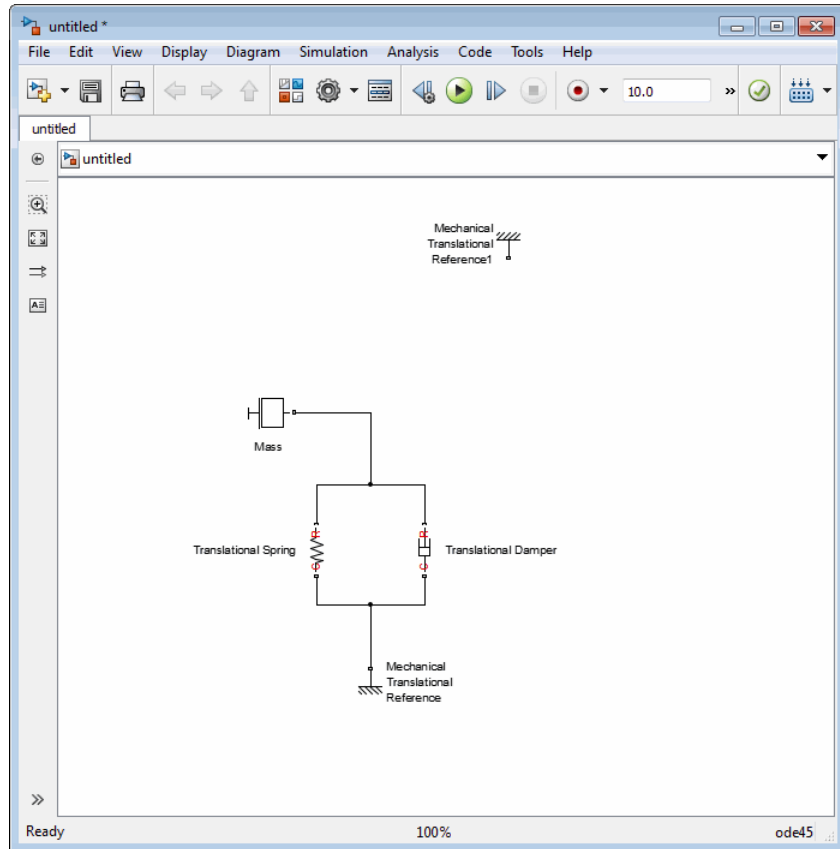 untitled *
File Edit View Display Diagram Simulation Analysis Code Tools Help
10.0 »
untitled
untitled
Mechanical
Translational
Reference1
Mass
R R
Translational Spring Translational Damper
C C
Mechanical
Translational
Reference
»
Ready 100% ode45